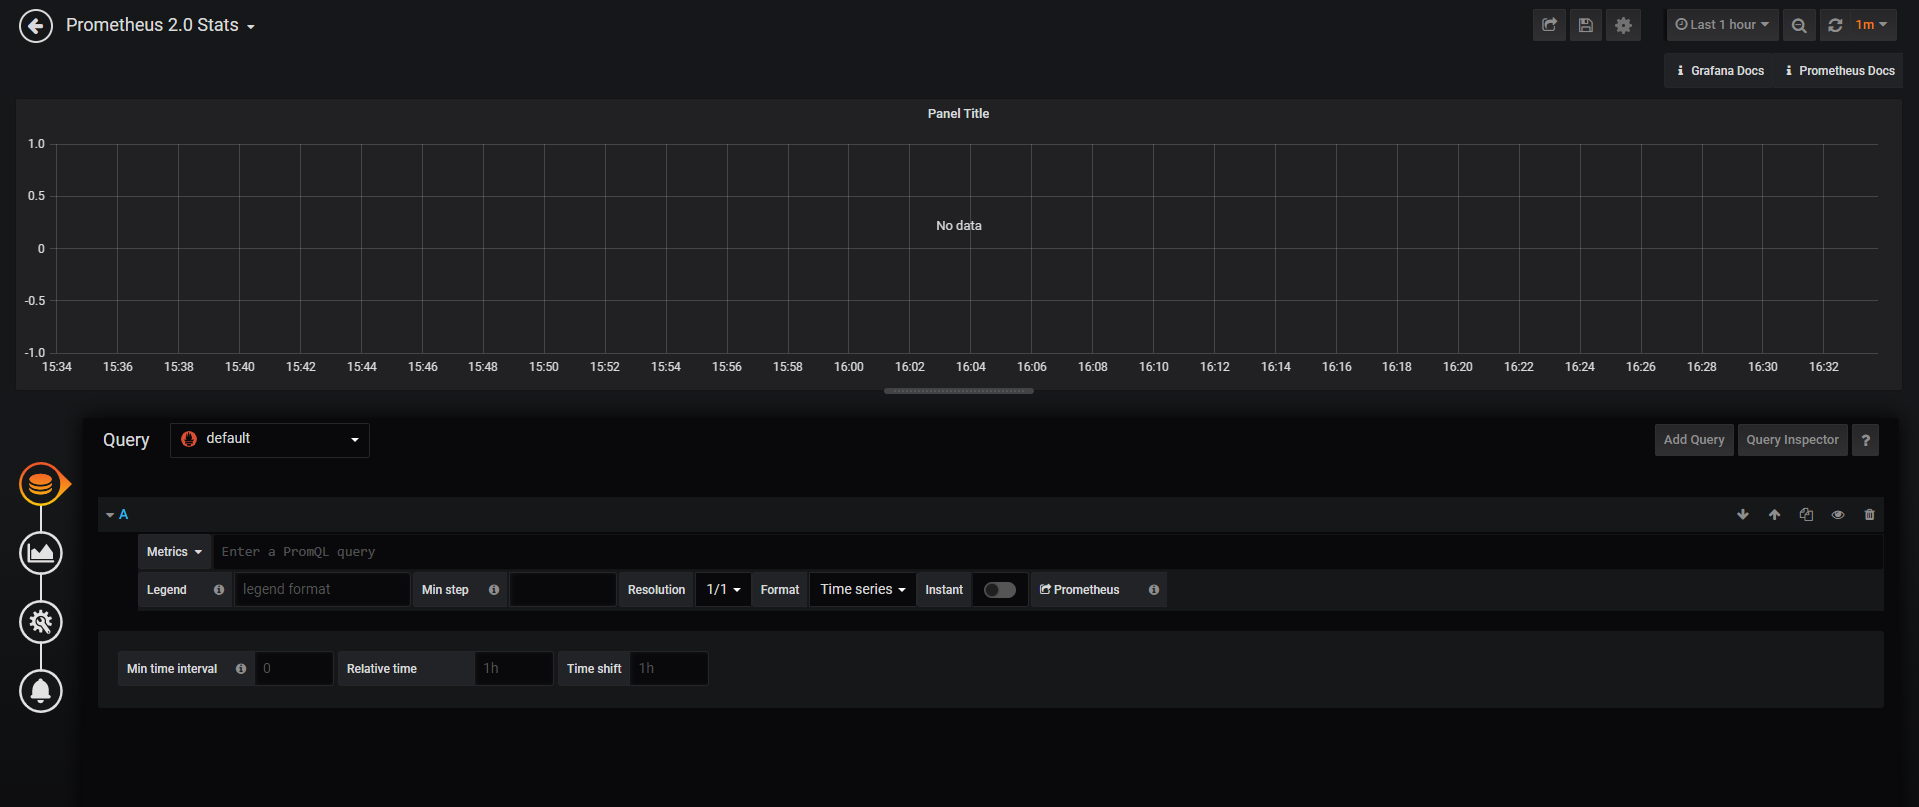 Prometheus 2.0 Stats
Last 1 hour
1m
Grafana Docs
Prometheus Docs
Panel Title
1.0
0.5
0
-0.5
-1.0
No data
15:34 15:36 15:38 15:40 15:42 15:44 15:46 15:48 15:50 15:52 15:54 15:56 15:58 16:00 16:02 16:04 16:06 16:08 16:10 16:12 16:14 16:16 16:18 16:20 16:22 16:24 16:26 16:28 16:30 16:32
Query
default
Add Query
Query Inspector
?
A
Metrics
Enter a PromQL query
Legend
legend format
Min step
Resolution
1/1
Format
Time series
Instant
Prometheus
Min time interval
0
Relative time
1h
Time shift
1h